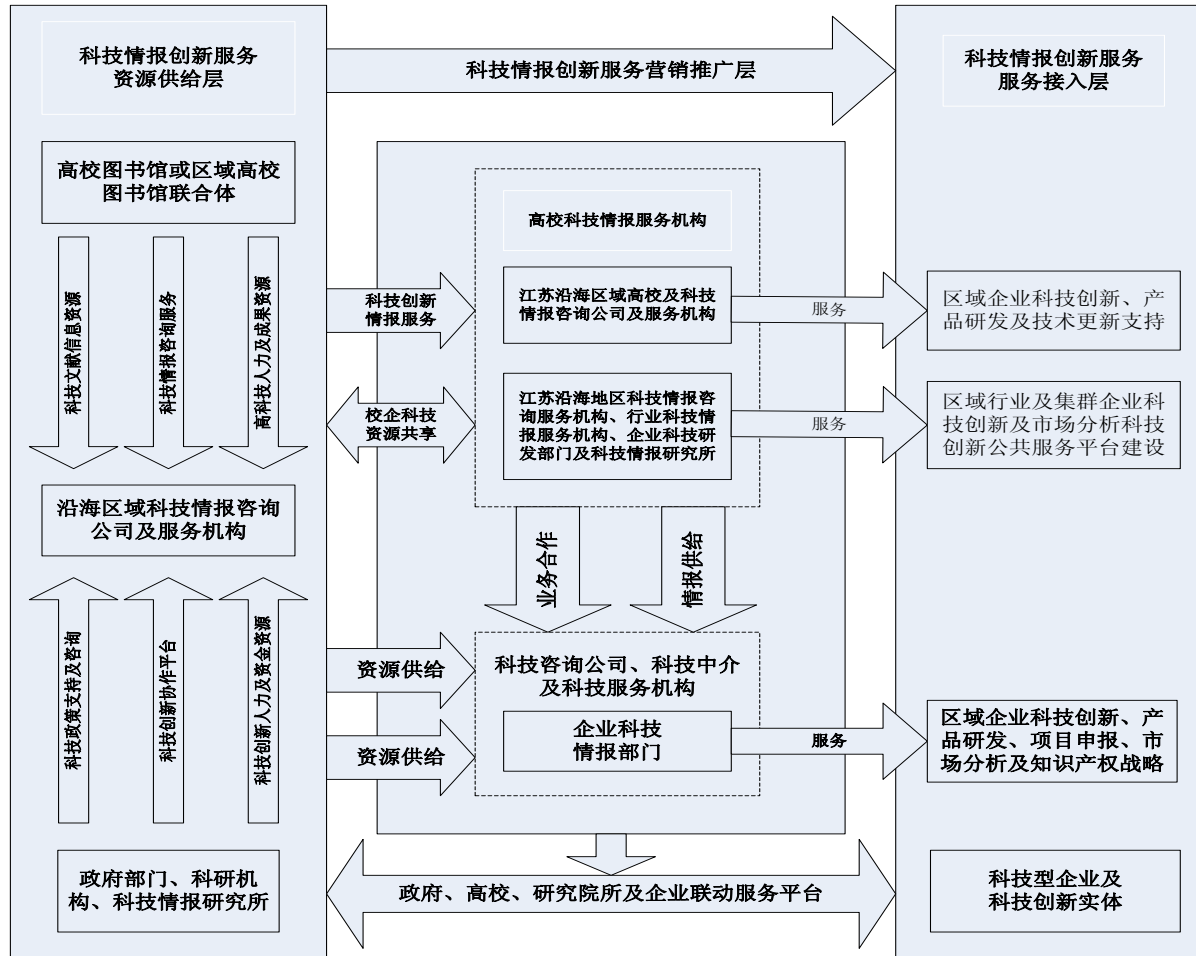 科技情报创新服务
资源供给层
科技情报创新服务营销推广层
科技情报创新服务
服务接入层
高校图书馆或区域高校
图书馆联合体
科技文献信息资源
科技情报咨询服务
高科技人力及成果资源
沿海区域科技情报咨询
公司及服务机构
科技政策支持及咨询
科技创新协作平台
科技创新人力及资金资源
政府部门、科研机
构、科技情报研究所
科技创新
情报服务
校企科技
资源共享
资源供给
资源供给
高校科技情报服务机构
江苏沿海区域高校及科技
情报咨询公司及服务机构
江苏沿海地区科技情报咨
询服务机构、行业科技情
报服务机构、企业科技研
发部门及科技情报研究所
业务合作
情报供给
科技咨询公司、科技中介
及科技服务机构
企业科技
情报部门
服务
服务
服务
区域企业科技创新、产
品研发及技术更新支持
区域行业及集群企业科
技创新及市场分析科技
创新公共服务平台建设
区域企业科技创新、产
品研发、项目申报、市
场分析及知识产权战略
政府、高校、研究院所及企业联动服务平台
科技型企业及
科技创新实体